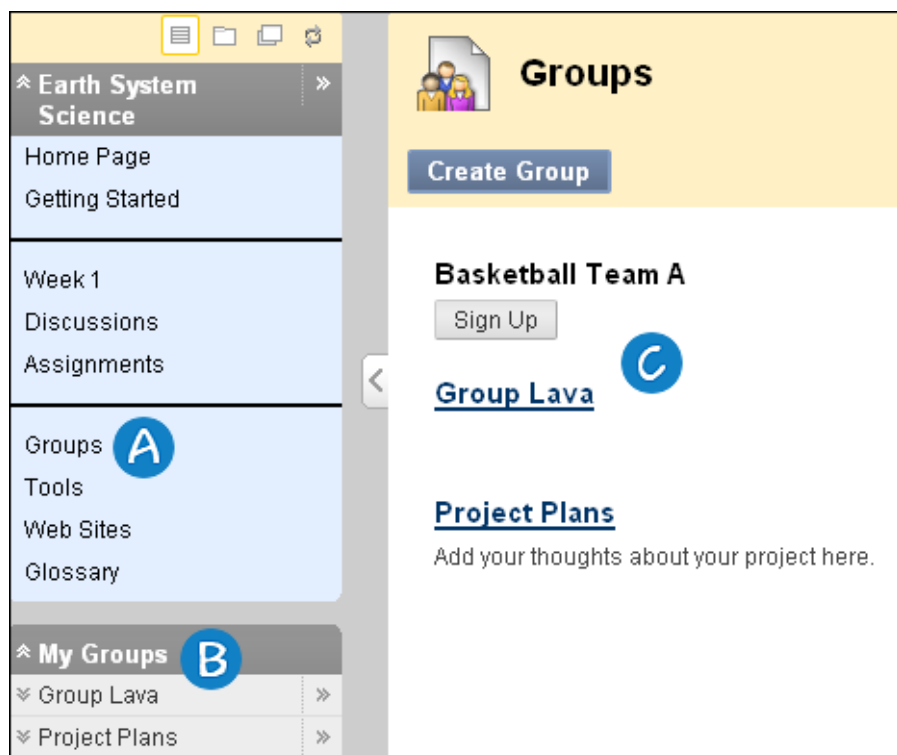 Earth System
Science
Home Page
Getting Started
Week 1
Discussions
Assignments
Groups A
Tools
Web Sites
Glossary
My Groups B
Group Lava
Project Plans
Groups
Create Group
Basketball Team A
Sign Up
C
Group Lava
Project Plans
Add your thoughts about your project here.